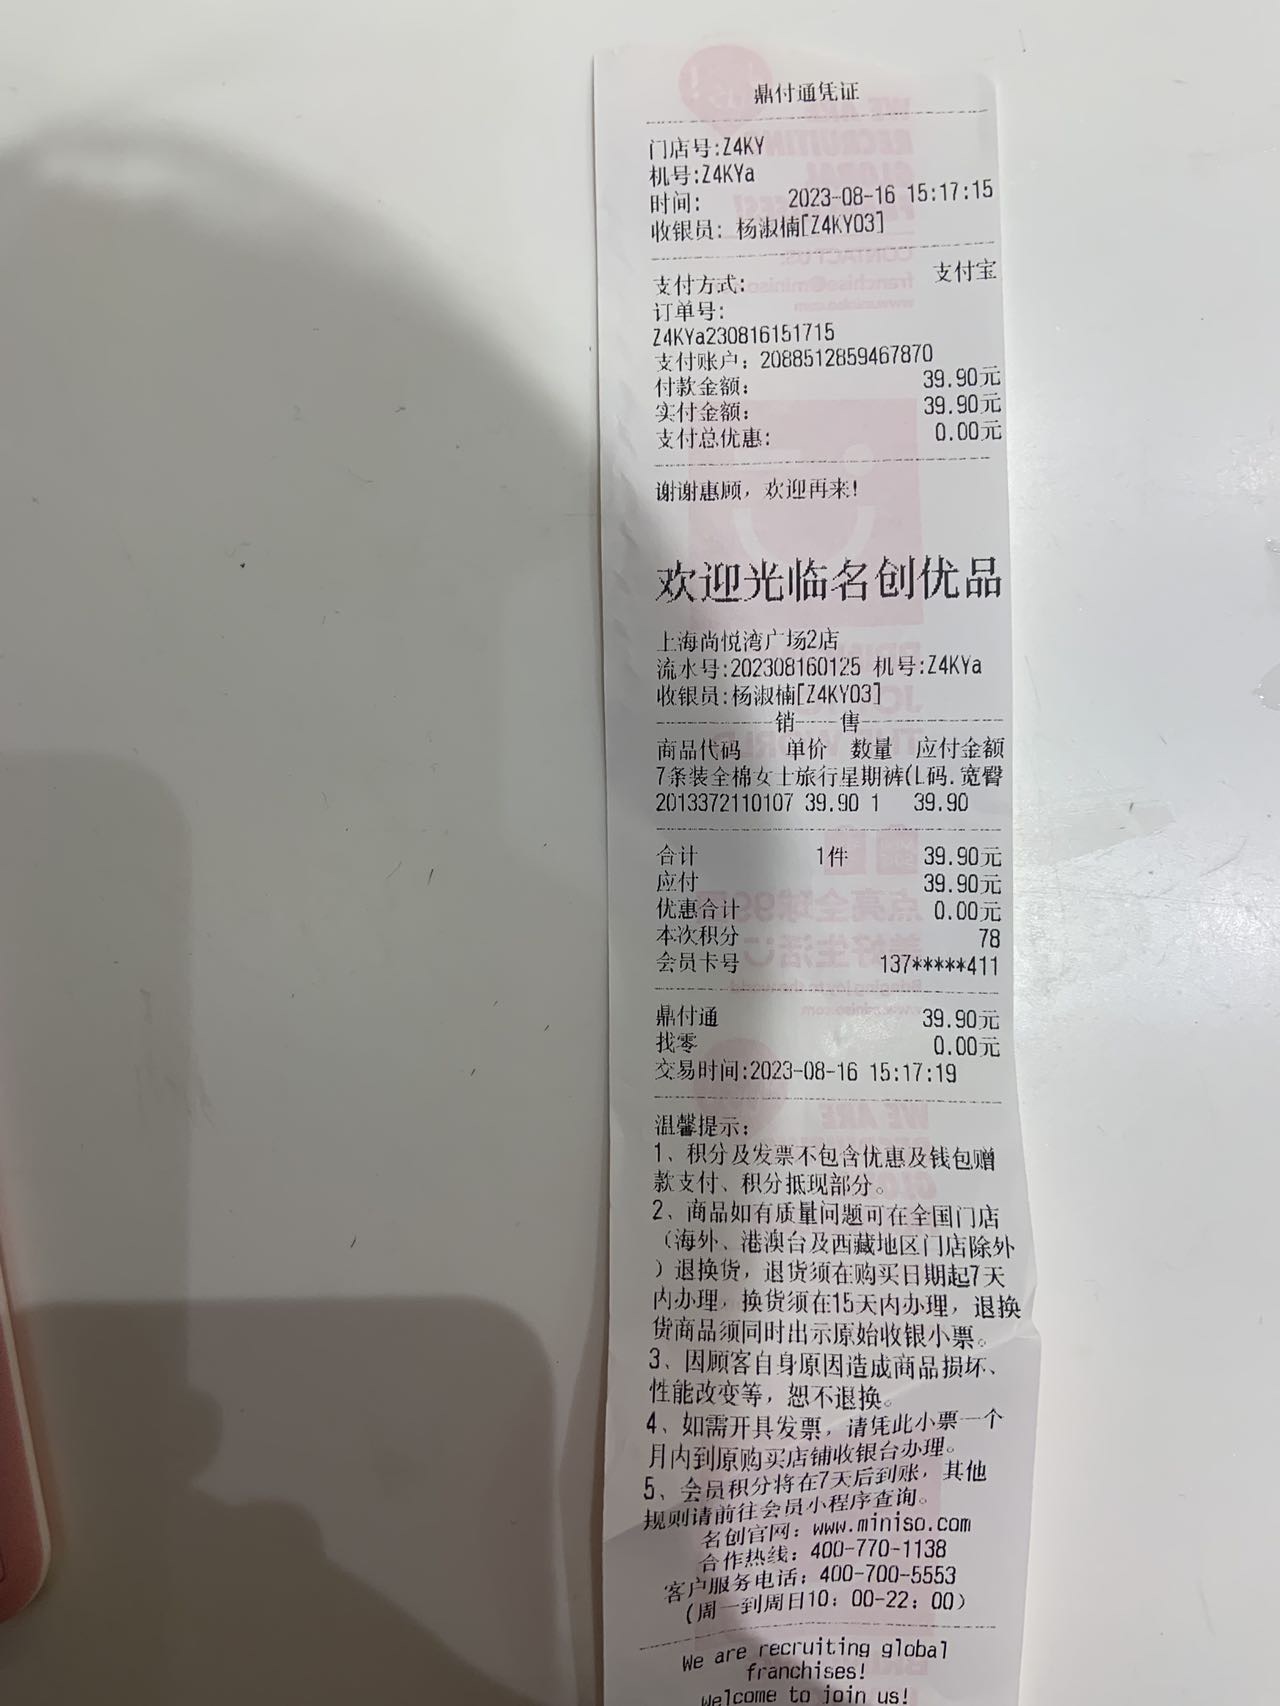 鼎付通凭证
门店号:Z4KY
机号:Z4KYa
时间: 2023-08-16 15:17:15
收银员: 杨淑楠[Z4KY03]
支付方式: 支付宝
订单号:
Z4KYa230816151715
支付账户: 2088512859467870
付款金额: 39.90元
实付金额: 39.90元
支付总优惠: 0.00元
谢谢惠顾, 欢迎再来!
欢迎光临名创优品
上海尚悦湾广场2店
流水号:202308160125 机号:Z4KYa
收银员:杨淑楠[Z4KY03]
销 售
商品代码 单价 数量 应付金额
7条装全棉女士旅行星期裤(L码.宽臀
2013372110107 39.90 1 39.90
合计 1件 39.90元
应付 39.90元
优惠合计 0.00元
本次积分 78
会员卡号 137*****411
鼎付通 39.90元
找零 0.00元
交易时间:2023-08-16 15:17:19
温馨提示:
1、积分及发票不包含优惠及钱包赠
款支付、积分抵现部分。
2、商品如有质量问题可在全国门店
（海外、港澳台及西藏地区门店除外
）退换货, 退货须在购买日期起7天
内办理, 换货须在15天内办理, 退换
货商品须同时出示原始收银小票。
3、因顾客自身原因造成商品损坏、
性能改变等, 恕不退换。
4、如需开具发票, 请凭此小票一个
月内到原购买店铺收银台办理。
5、会员积分将在7天后到账, 其他
规则请前往会员小程序查询。
名创官网: www.miniso.com
合作热线: 400-770-1138
客户服务电话: 400-700-5553
(周一到周日10: 00-22: 00)
We are recruiting global
franchises!
Welcome to join us!